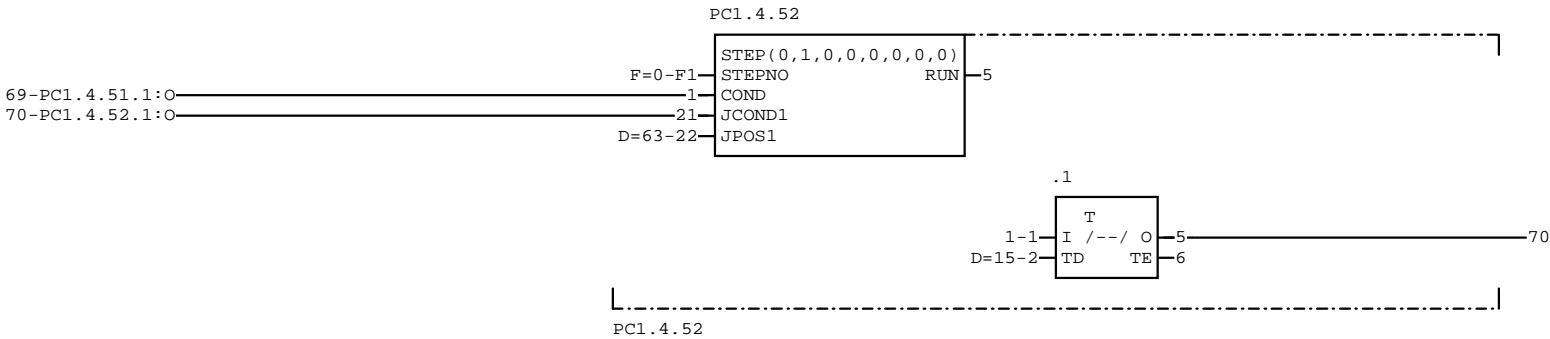 PC1.4.52
STEP(0,1,0,0,0,0,0,0)
F=0-F1 STEPNO RUN 5
69-PC1.4.51.1:O 1 COND
70-PC1.4.52.1:O 21 JCOND1
D=63-22 JPOS1
.1
T
1-1 I /--/ O 5 70
D=15-2 TD TE 6
PC1.4.52